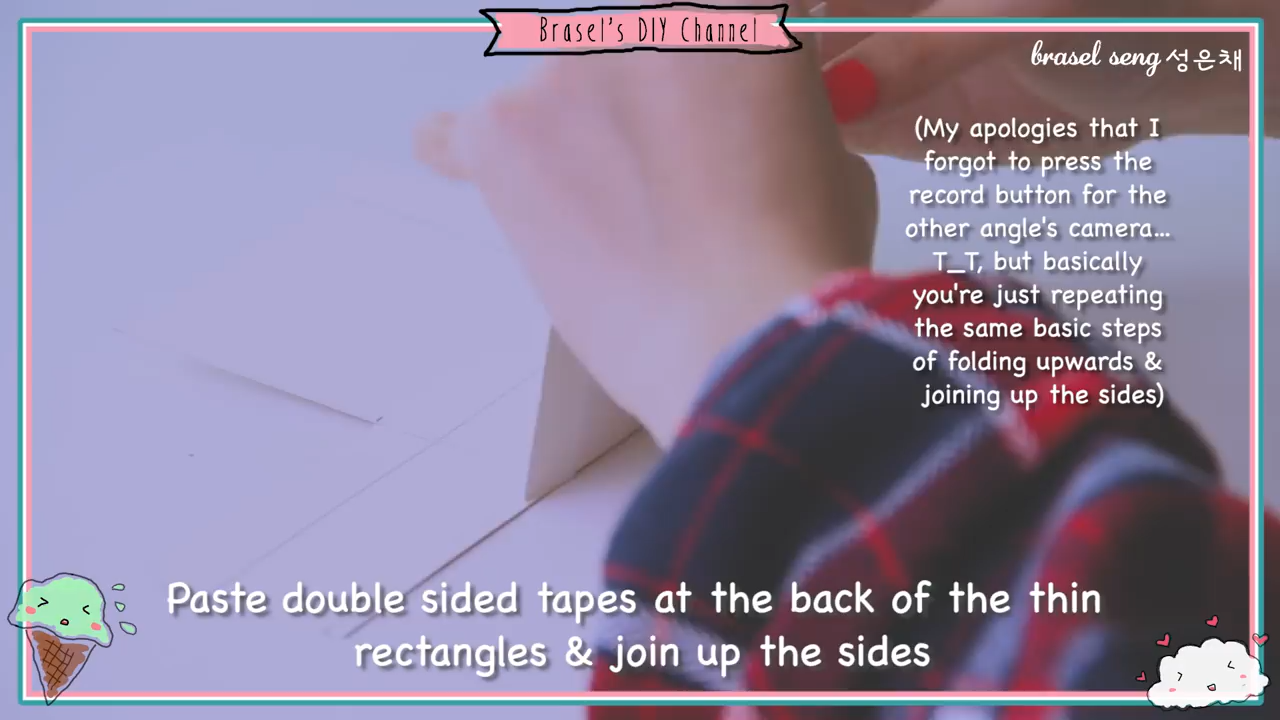 Brasel's DIY Channel
brasel seng 성은채
(My apologies that I
forgot to press the
record button for the
other angle's camera...
T_T, but basically
you're just repeating
the same basic steps
of folding upwards &
joining up the sides)
Paste double sided tapes at the back of the thin
rectangles & join up the sides